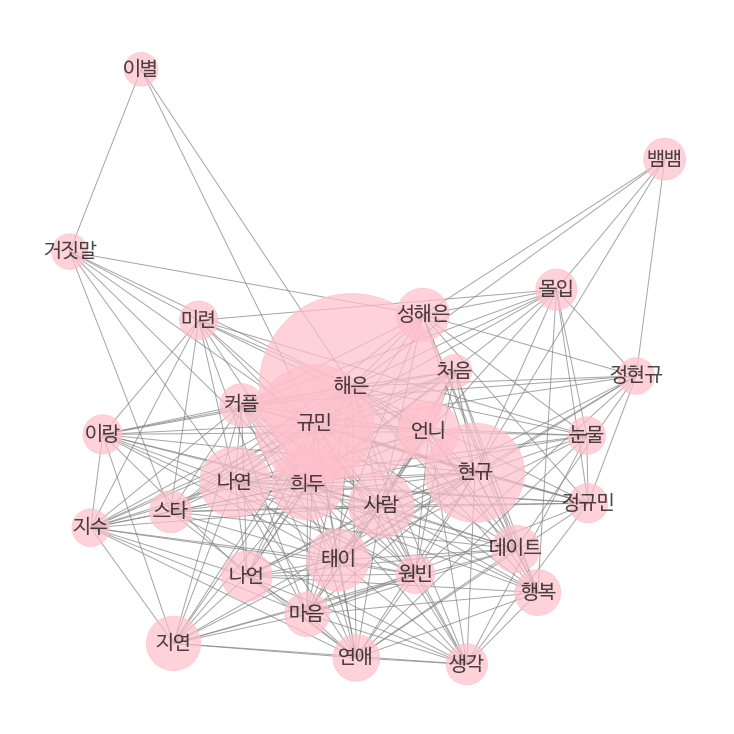 이별
뱀뱀
거짓말
몰입
성해은
미련
처음
정현규
해은
커플
규민
언니
이랑
눈물
현규
나연
희두
사람
정규민
스타
지수
데이트
태이
원빈
나언
행복
마음
지연
연애
생각